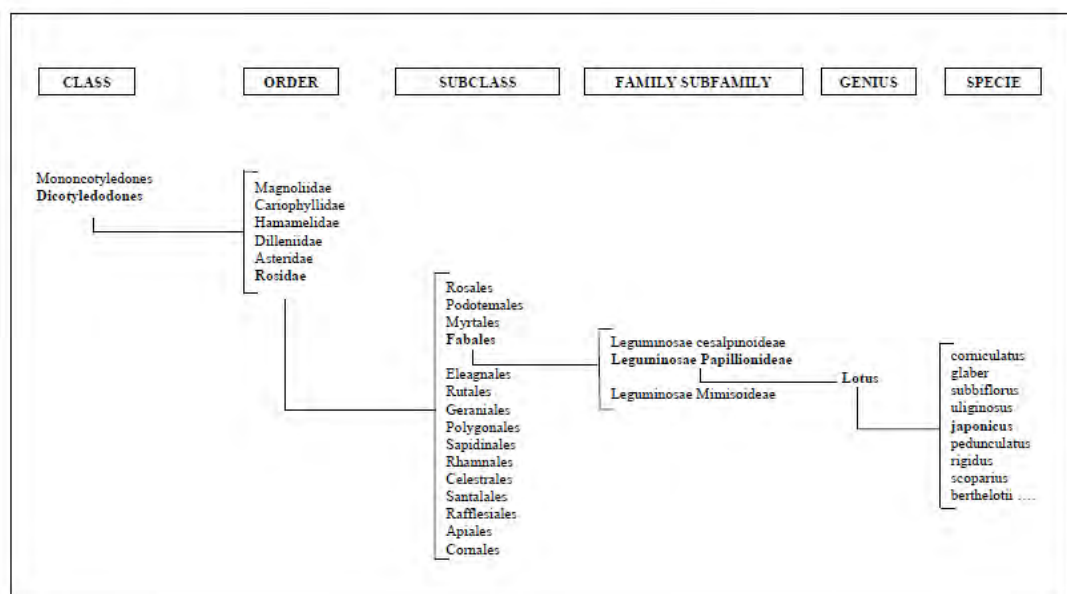 CLASS
ORDER
SUBCLASS
FAMILY SUBFAMILY
GENIUS
SPECIE
Mononcotyledones
Dicotyledodones
Magnoliidae
Cariophyllidae
Hamamelidae
Dilleniidae
Asteridae
Rosidae
Rosales
Podotemales
Myrtales
Fabales
Eleagnales
Rutales
Geraniales
Polygonales
Sapidinales
Rhamnales
Celestrales
Santalales
Rafflesiales
Apiales
Cornales
Leguminosae cesalpinoideae
Leguminosae Papillionideae
Leguminosae Mimisoideae
Lotus
corniculatus
glaber
subbiflorus
uliginosus
japonicus
pedunculatus
rigidus
scoparius
berthelotii ....